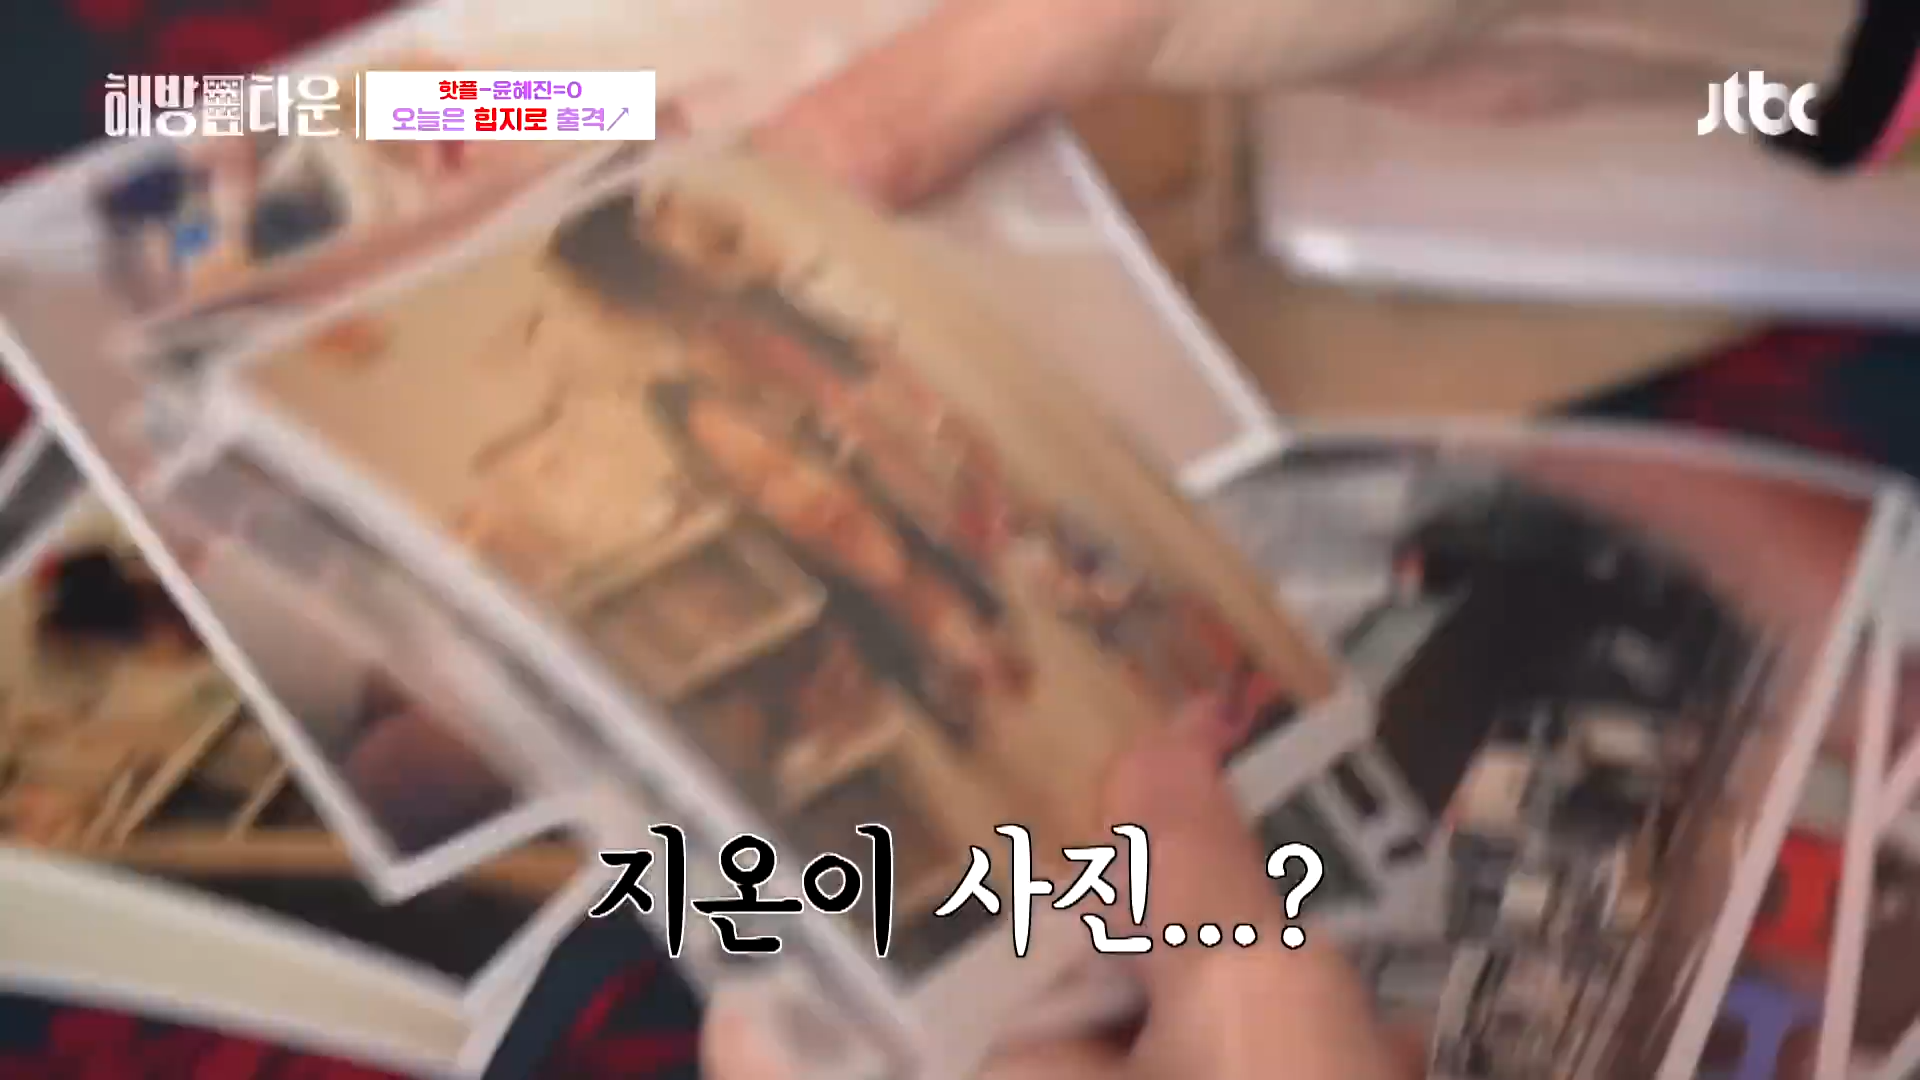 해방타운
핫플-윤혜진=0
오늘은 힙지로 출격↗
jtbc
지온이 사진...?